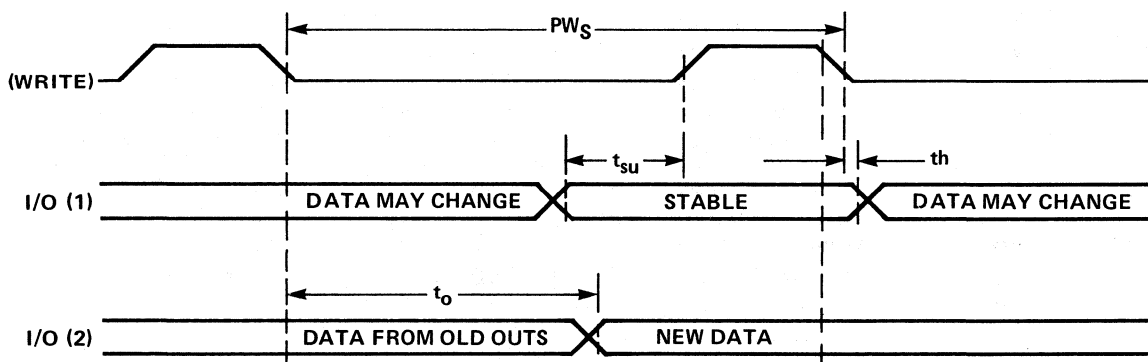 PWS
(WRITE)
tsu
th
I/O (1)
DATA MAY CHANGE
STABLE
DATA MAY CHANGE
to
I/O (2)
DATA FROM OLD OUTS
NEW DATA